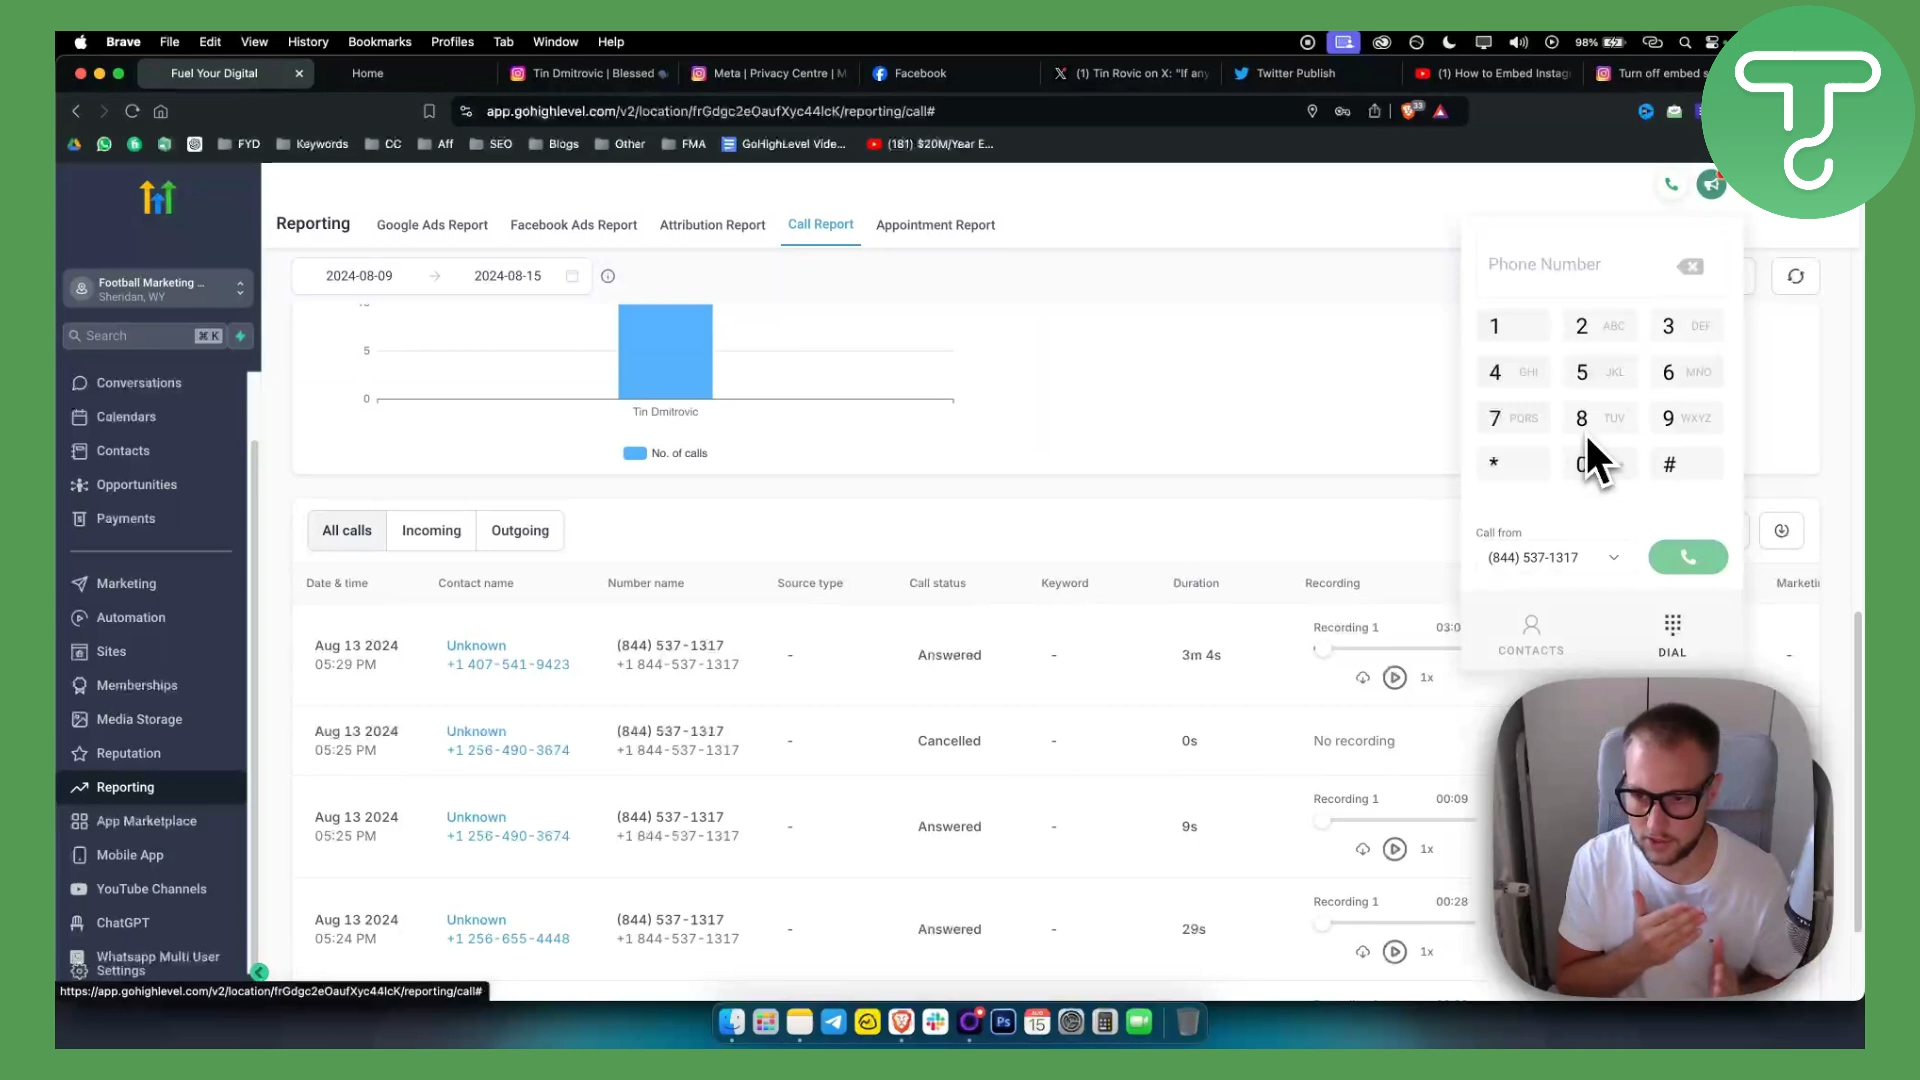 Brave File Edit View History Bookmarks Profiles Tab Window Help
98%
Fuel Your Digital
Home
Tin Dmitrovic | Blessed
Meta | Privacy Centre | M
Facebook
(1) Tin Rovic on X: "If any
Twitter Publish
(1) How to Embed Instag
Turn off embed s
app.gohighlevel.com/v2/location/frGdgc2eOaufXyc44lcK/reporting/call#
33
FYD
Keywords
CC
Aff
SEO
Blogs
Other
FMA
GoHighLevel Vide...
(181) $20M/Year E...
Football Marketing ...
Sheridan, WY
Search
⌘ K
Conversations
Calendars
Contacts
Opportunities
Payments
Marketing
Automation
Sites
Memberships
Media Storage
Reputation
Reporting
App Marketplace
Mobile App
YouTube Channels
ChatGPT
Whatsapp Multi User
Settings
https://app.gohighlevel.com/v2/location/frGdgc2eOaufXyc44lcK/reporting/call#
Reporting
Google Ads Report
Facebook Ads Report
Attribution Report
Call Report
Appointment Report
2024-08-09 → 2024-08-15
5
0
Tin Dmitrovic
No. of calls
All calls
Incoming
Outgoing
Date & time Contact name Number name Source type Call status Keyword Duration Recording Marketi
Aug 13 2024 Unknown (844) 537-1317 - Answered - 3m 4s Recording 1 03:0 -
05:29 PM +1 407-541-9423 +1 844-537-1317 1x
Aug 13 2024 Unknown (844) 537-1317 - Cancelled - 0s No recording
05:25 PM +1 256-490-3674 +1 844-537-1317
Aug 13 2024 Unknown (844) 537-1317 - Answered - 9s Recording 1 00:09
05:25 PM +1 256-490-3674 +1 844-537-1317 1x
Aug 13 2024 Unknown (844) 537-1317 - Answered - 29s Recording 1 00:28
05:24 PM +1 256-655-4448 +1 844-537-1317 1x
Phone Number
1 2 ABC 3 DEF
4 GHI 5 JKL 6 MNO
7 PQRS 8 TUV 9 WXYZ
* 0 #
Call from
(844) 537-1317
CONTACTS
DIAL
Ps
15